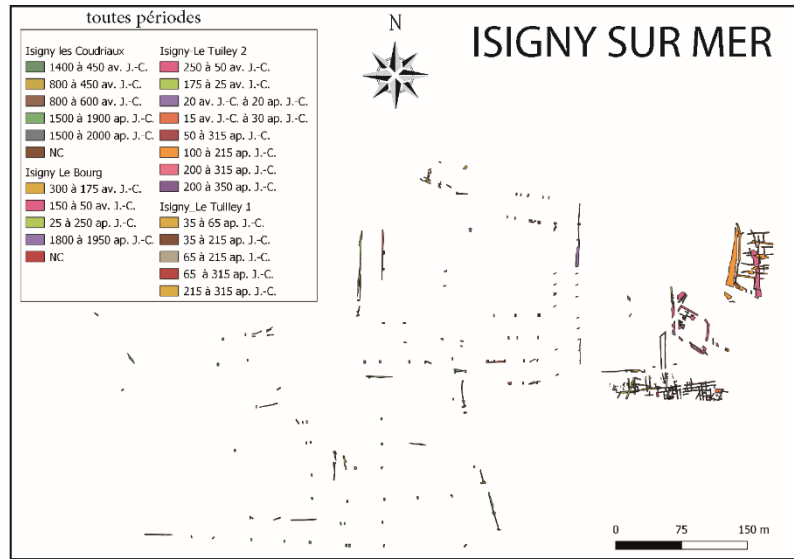 toutes périodes
N
ISIGNY SUR MER
Isigny les Coudriaux
1400 à 450 av. J.-C.
800 à 450 av. J.-C.
800 à 600 av. J.-C.
1500 à 1900 ap. J.-C.
1500 à 2000 ap. J.-C.
NC
Isigny Le Bourg
300 à 175 av. J.-C.
150 à 50 av. J.-C.
25 à 250 ap. J.-C.
1800 à 1950 ap. J.-C.
NC
Isigny Le Tuiley 2
250 à 50 av. J.-C.
175 à 25 av. J.-C.
20 av. J.-C. à 20 ap. J.-C.
15 av. J.-C. à 30 ap. J.-C.
50 à 315 ap. J.-C.
100 à 215 ap. J.-C.
200 à 315 ap. J.-C.
200 à 350 ap. J.-C.
Isigny_Le Tuilley 1
35 à 65 ap. J.-C.
35 à 215 ap. J.-C.
65 à 215 ap. J.-C.
65 à 315 ap. J.-C.
215 à 315 ap. J.-C.
0 75 150 m